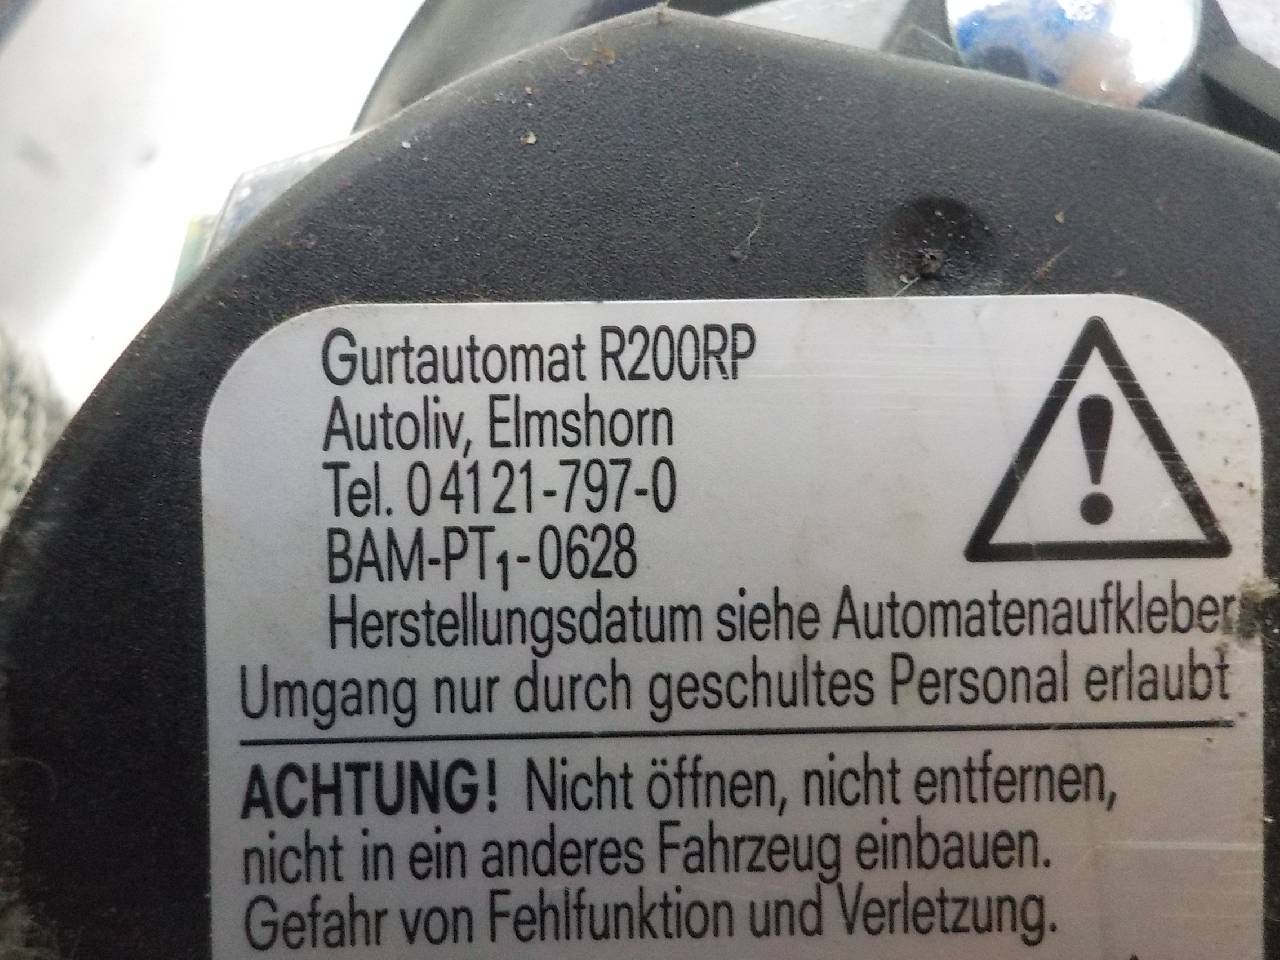 Gurtautomat R200RP
Autoliv, Elmshorn
Tel. 04121-797-0
BAM-PT₁-0628
Herstellungsdatum siehe Automatenaufkleber
Umgang nur durch geschultes Personal erlaubt
ACHTUNG! Nicht öffnen, nicht entfernen,
nicht in ein anderes Fahrzeug einbauen.
Gefahr von Fehlfunktion und Verletzung.